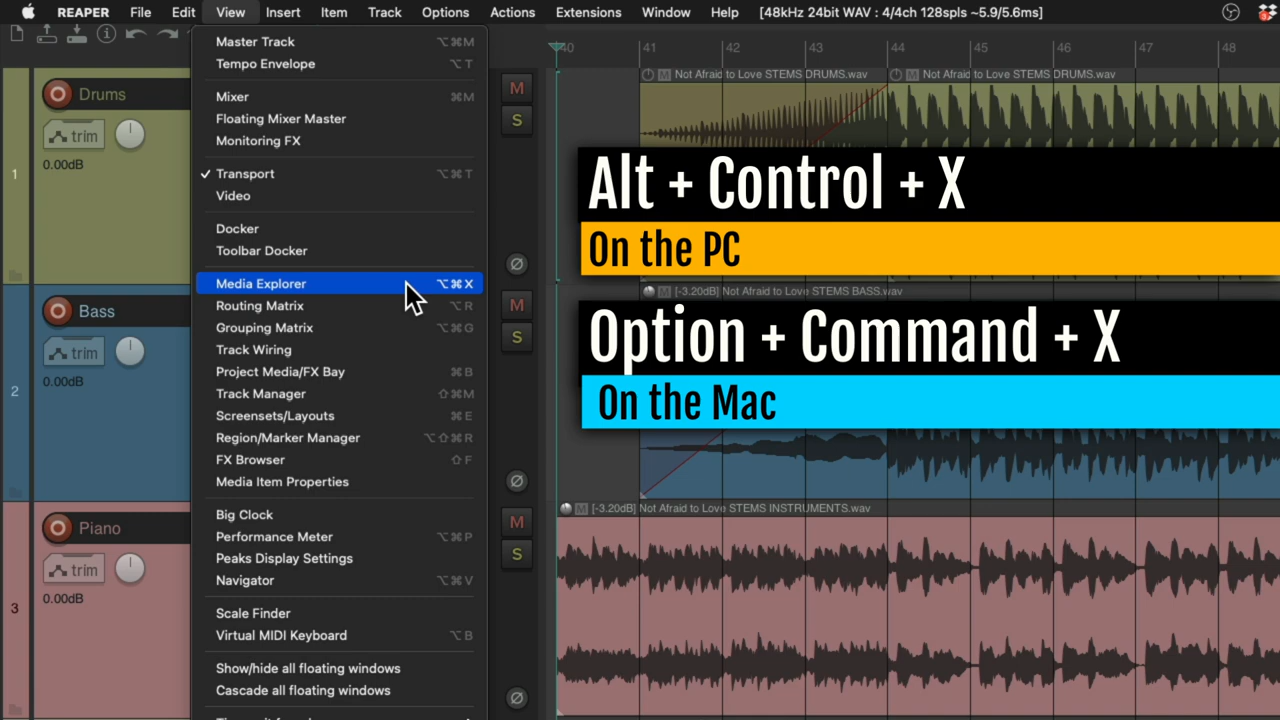 REAPER File Edit View Insert Item Track Options Actions Extensions Window Help [48kHz 24bit WAV : 4/4ch 128spls ~5.9/5.6ms]
40 41 42 43 44 45 46 47 48
Master Track ⌥⌘M
Tempo Envelope ⌥T
Mixer ⌘M
Floating Mixer Master
Monitoring FX
✓ Transport ⌥⌘T
Video
Docker
Toolbar Docker
Media Explorer ⌥⌘X
Routing Matrix ⌥R
Grouping Matrix ⌥⌘G
Track Wiring
Project Media/FX Bay ⌘B
Track Manager ⇧⌘M
Screensets/Layouts ⌘E
Region/Marker Manager ⌥⇧⌘R
FX Browser ⇧F
Media Item Properties
Big Clock
Performance Meter ⌥⌘P
Peaks Display Settings
Navigator ⌥⌘V
Scale Finder
Virtual MIDI Keyboard ⌥B
Show/hide all floating windows
Cascade all floating windows
1
Drums
trim
0.00dB
M
S
2
Bass
trim
0.00dB
M
S
3
Piano
trim
0.00dB
M
S
M Not Afraid to Love STEMS DRUMS.wav
M Not Afraid to Love STEMS DRUMS.wav
Alt + Control + X
On the PC
M [-3.20dB] Not Afraid to Love STEMS BASS.wav
Option + Command + X
On the Mac
M [-3.20dB] Not Afraid to Love STEMS INSTRUMENTS.wav